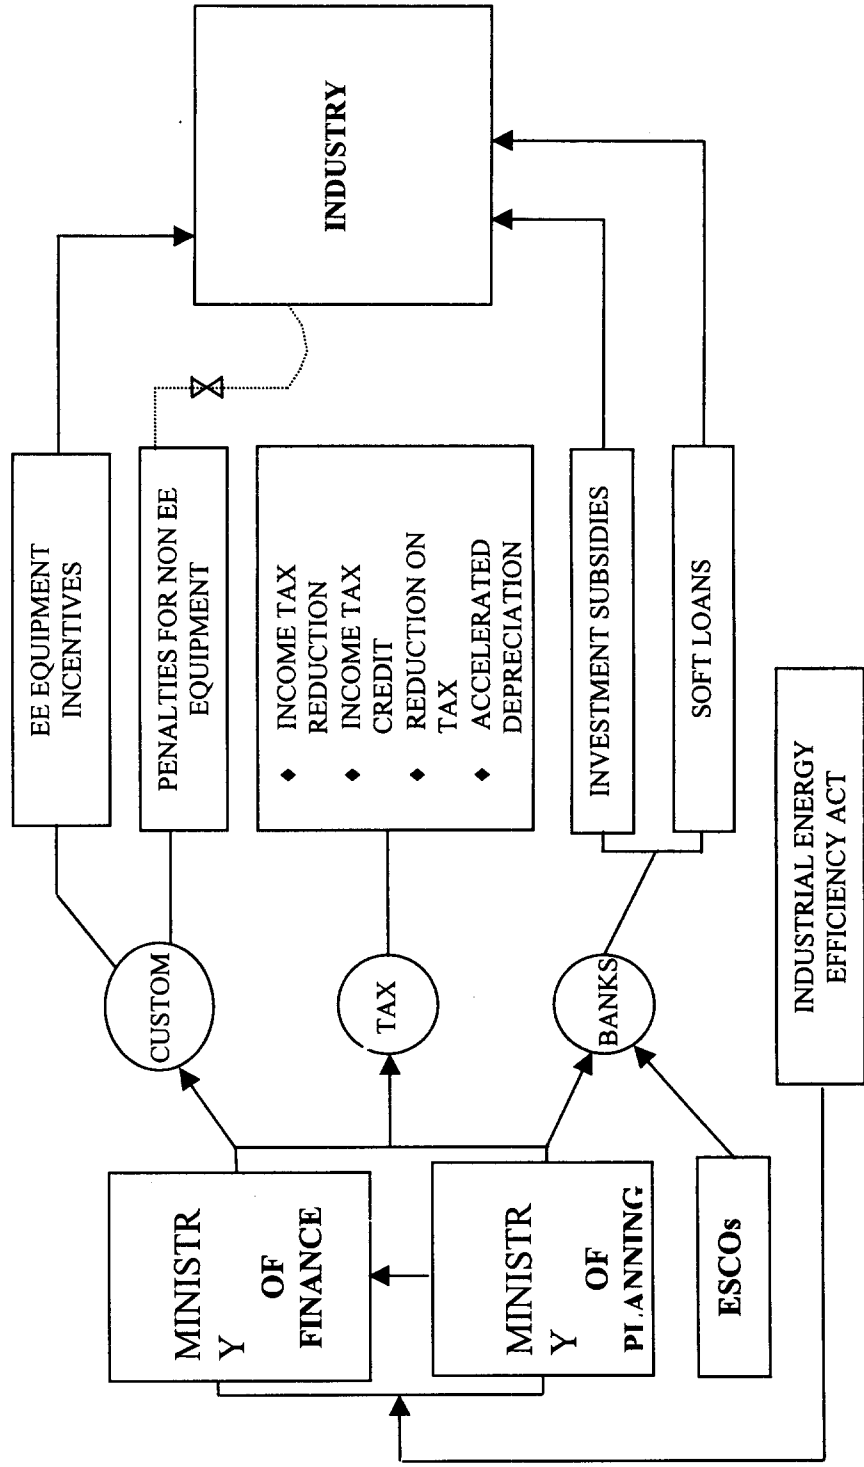 MINISTR
Y
OF
FINANCE
MINISTR
Y
OF
PLANNING
ESCOs
CUSTOM
TAX
BANKS
EE EQUIPMENT
INCENTIVES
PENALTIES FOR NON EE
EQUIPMENT
♦ INCOME TAX
REDUCTION
♦ INCOME TAX
CREDIT
♦ REDUCTION ON
TAX
♦ ACCELERATED
DEPRECIATION
INVESTMENT SUBSIDIES
SOFT LOANS
INDUSTRIAL ENERGY
EFFICIENCY ACT
INDUSTRY